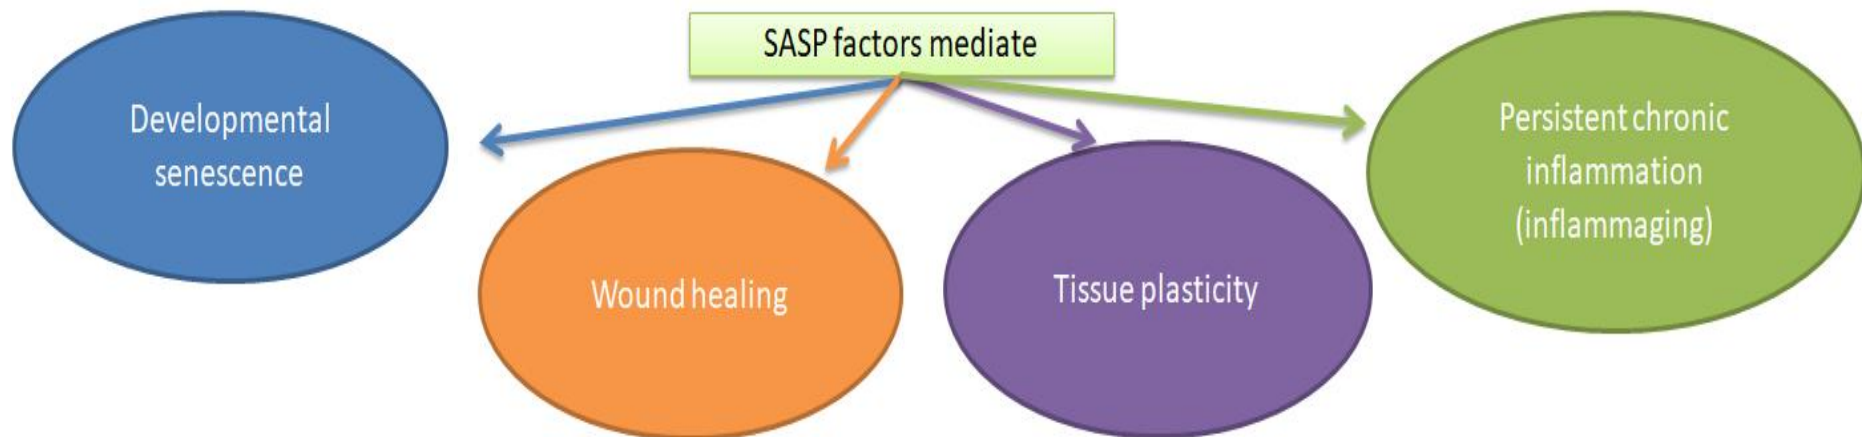 SASP factors mediate
Developmental
senescence
Wound healing
Tissue plasticity
Persistent chronic
inflammation
(inflammaging)